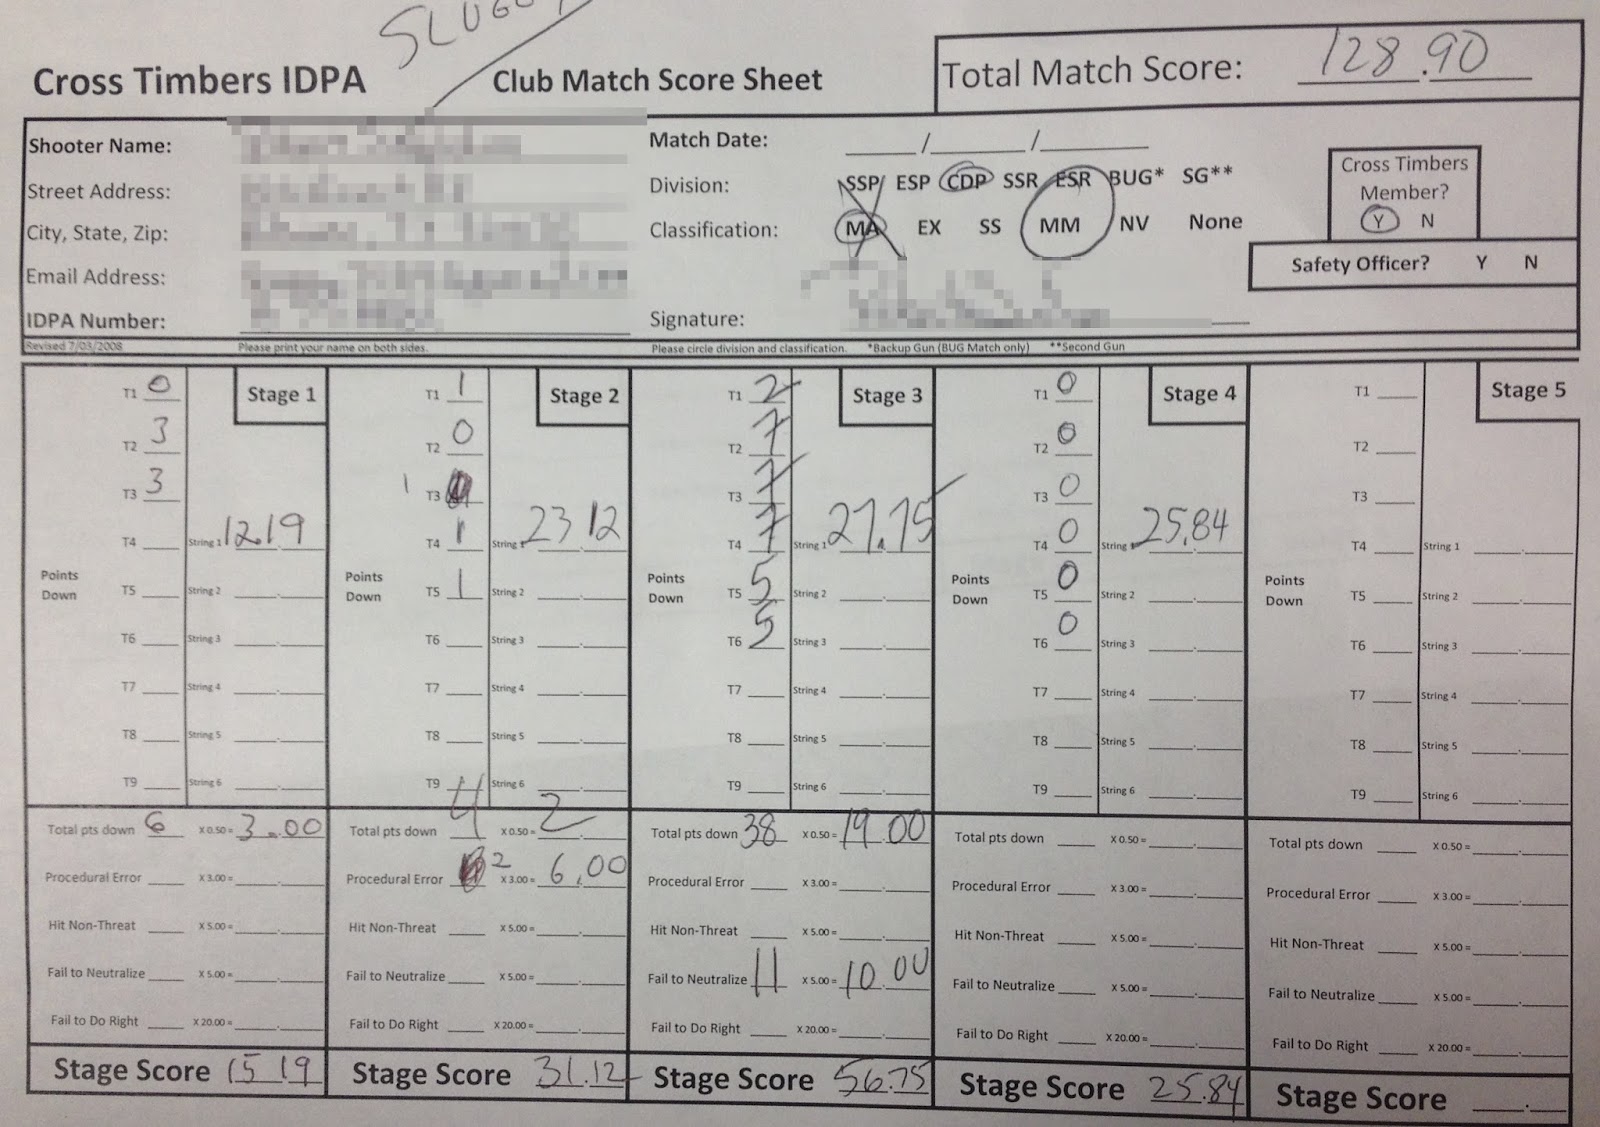 SLUGGY
Cross Timbers IDPA Club Match Score Sheet Total Match Score: 128.90
Shooter Name: Match Date: ____/____/____
Street Address: Division: SSP ESP CDP SSR ESR BUG* SG**
City, State, Zip: Classification: MA EX SS MM NV None
Cross Timbers
Member?
Y N
Email Address: Safety Officer? Y N
IDPA Number: Signature:
Revised 7/03/2008 Please print your name on both sides. Please circle division and classification. *Backup Gun (BUG Match only) **Second Gun
Stage 1
T1 0
T2 3
T3 3
T4 String 1 12.19
Points
Down
T5 String 2
T6 String 3
T7 String 4
T8 String 5
T9 String 6
Total pts down 6 X 0.50 = 3.00
Procedural Error X 3.00 =
Hit Non-Threat X 5.00 =
Fail to Neutralize X 5.00 =
Fail to Do Right X 20.00 =
Stage Score 15 19
Stage 2
T1 1
T2 0
1 T3
T4 1 String 1 23 12
Points
Down
T5 1 String 2
T6 String 3
T7 String 4
T8 String 5
T9 4 String 6
Total pts down 4 X 0.50 = 2
Procedural Error 2 X 3.00 = 6.00
Hit Non-Threat X 5.00 =
Fail to Neutralize X 5.00 =
Fail to Do Right X 20.00 =
Stage Score 31.12
Stage 3
T1 2
T2 7
T3 7
T4 7 String 1 27.75
Points
Down
T5 5 String 2
T6 5 String 3
T7 String 4
T8 String 5
T9 String 6
Total pts down 38 X 0.50 = 19.00
Procedural Error X 3.00 =
Hit Non-Threat X 5.00 =
Fail to Neutralize 11 X 5.00 = 10.00
Fail to Do Right X 20.00 =
Stage Score 56.75
Stage 4
T1 0
T2 0
T3 0
T4 0 String 1 25.84
Points
Down
T5 0 String 2
T6 0 String 3
T7 String 4
T8 String 5
T9 String 6
Total pts down X 0.50 =
Procedural Error X 3.00 =
Hit Non-Threat X 5.00 =
Fail to Neutralize X 5.00 =
Fail to Do Right X 20.00 =
Stage Score 25.84
Stage 5
T1
T2
T3
T4 String 1
Points
Down
T5 String 2
T6 String 3
T7 String 4
T8 String 5
T9 String 6
Total pts down X 0.50 =
Procedural Error X 3.00 =
Hit Non-Threat X 5.00 =
Fail to Neutralize X 5.00 =
Fail to Do Right X 20.00 =
Stage Score